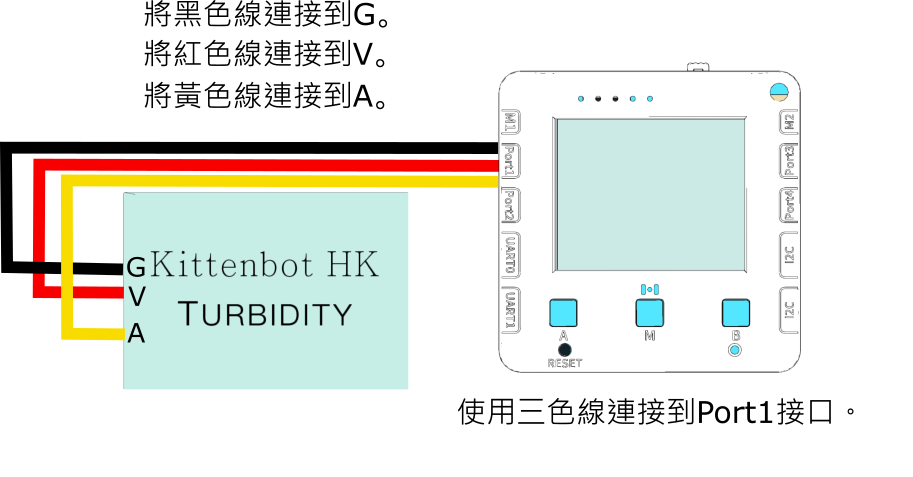 將黑色線連接到G。
將紅色線連接到V。
將黃色線連接到A。
M1
Port1
Port2
UART0
UART1
M2
Port3
Port4
I2C
I2C
A
M
B
RESET
G
Kittenbot HK
V
TURBIDITY
A
使用三色線連接到Port1接口。